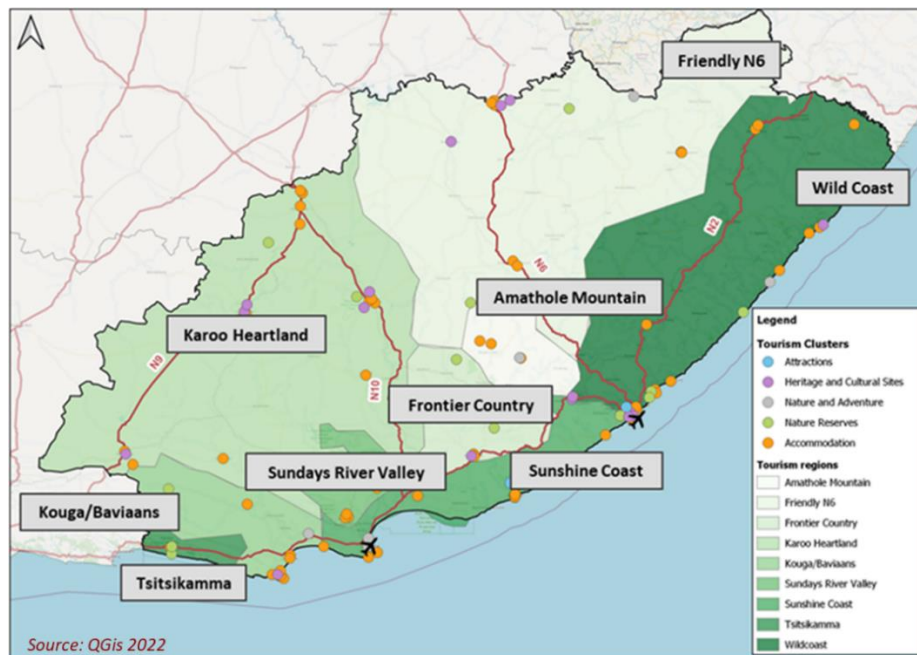 Friendly N6
Wild Coast
N2
N6
Amathole Mountain
Karoo Heartland
N9
N10
Frontier Country
Sundays River Valley
Sunshine Coast
Kouga/Baviaans
Tsitsikamma
Legend
Tourism Clusters
Attractions
Heritage and Cultural Sites
Nature and Adventure
Nature Reserves
Accommodation
Tourism regions
Amathole Mountain
Friendly N6
Frontier Country
Karoo Heartland
Kouga/Baviaans
Sundays River Valley
Sunshine Coast
Tsitsikamma
Wildcoast
Source: QGis 2022